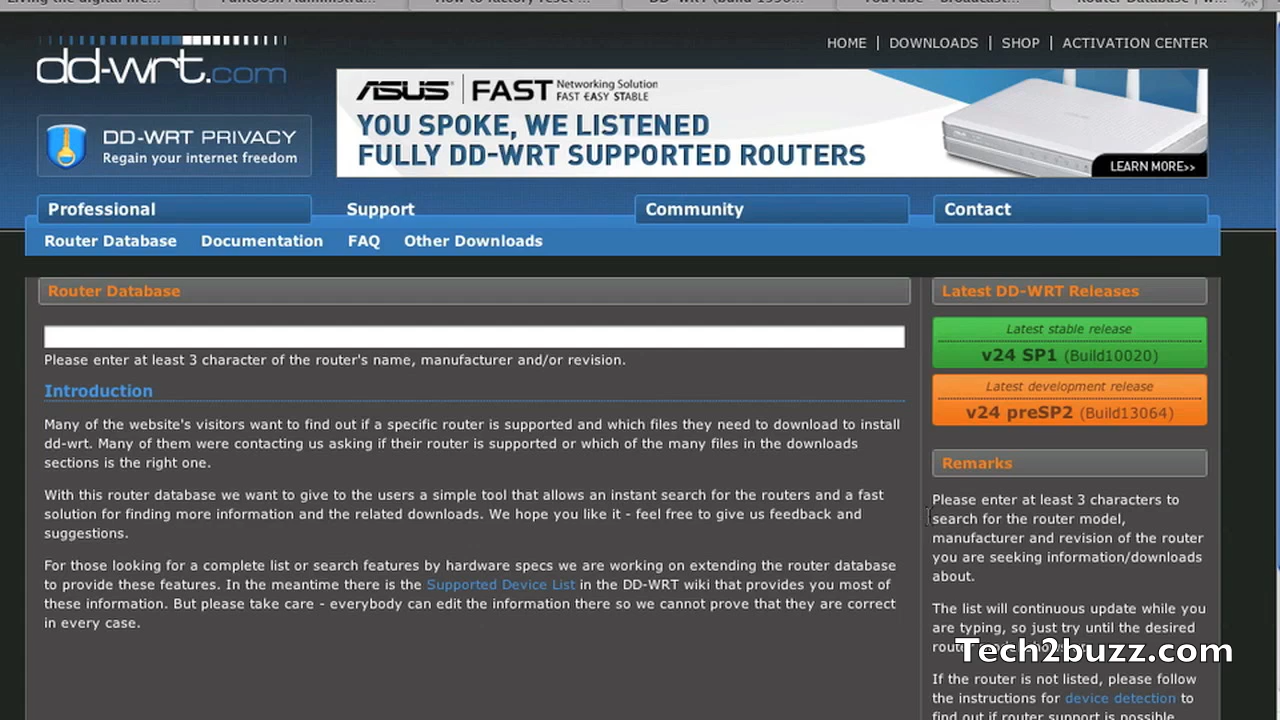 dd-wrt.com
HOME | DOWNLOADS | SHOP | ACTIVATION CENTER
ASUS FAST Networking Solution
FAST EASY STABLE
YOU SPOKE, WE LISTENED
FULLY DD-WRT SUPPORTED ROUTERS
LEARN MORE>>
DD-WRT PRIVACY
Regain your internet freedom
Professional Support Community Contact
Router Database Documentation FAQ Other Downloads
Router Database
Please enter at least 3 character of the router's name, manufacturer and/or revision.
Introduction
Many of the website's visitors want to find out if a specific router is supported and which files they need to download to install
dd-wrt. Many of them were contacting us asking if their router is supported or which of the many files in the downloads
sections is the right one.
With this router database we want to give to the users a simple tool that allows an instant search for the routers and a fast
solution for finding more information and the related downloads. We hope you like it - feel free to give us feedback and
suggestions.
For those looking for a complete list or search features by hardware specs we are working on extending the router database
to provide these features. In the meantime there is the Supported Device List in the DD-WRT wiki that provides you most of
these information. But please take care - everybody can edit the information there so we cannot prove that they are correct
in every case.
Latest DD-WRT Releases
Latest stable release
v24 SP1 (Build10020)
Latest development release
v24 preSP2 (Build13064)
Remarks
Please enter at least 3 characters to
search for the router model,
manufacturer and revision of the router
you are seeking information/downloads
about.
The list will continuous update while you
are typing, so just try until the desired
Tech2buzz.com
If the router is not listed, please follow
the instructions for device detection to
find out if router support is possible